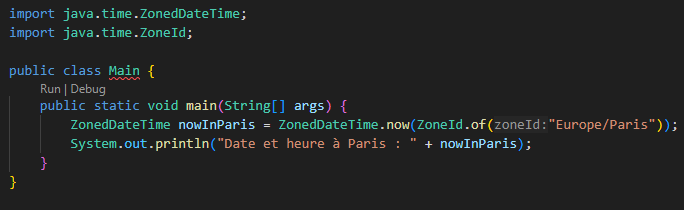 import java.time.ZonedDateTime;
import java.time.ZoneId;
public class Main {
Run | Debug
public static void main(String[] args) {
ZonedDateTime nowInParis = ZonedDateTime.now(ZoneId.of(zoneId:"Europe/Paris"));
System.out.println("Date et heure à Paris : " + nowInParis);
}
}